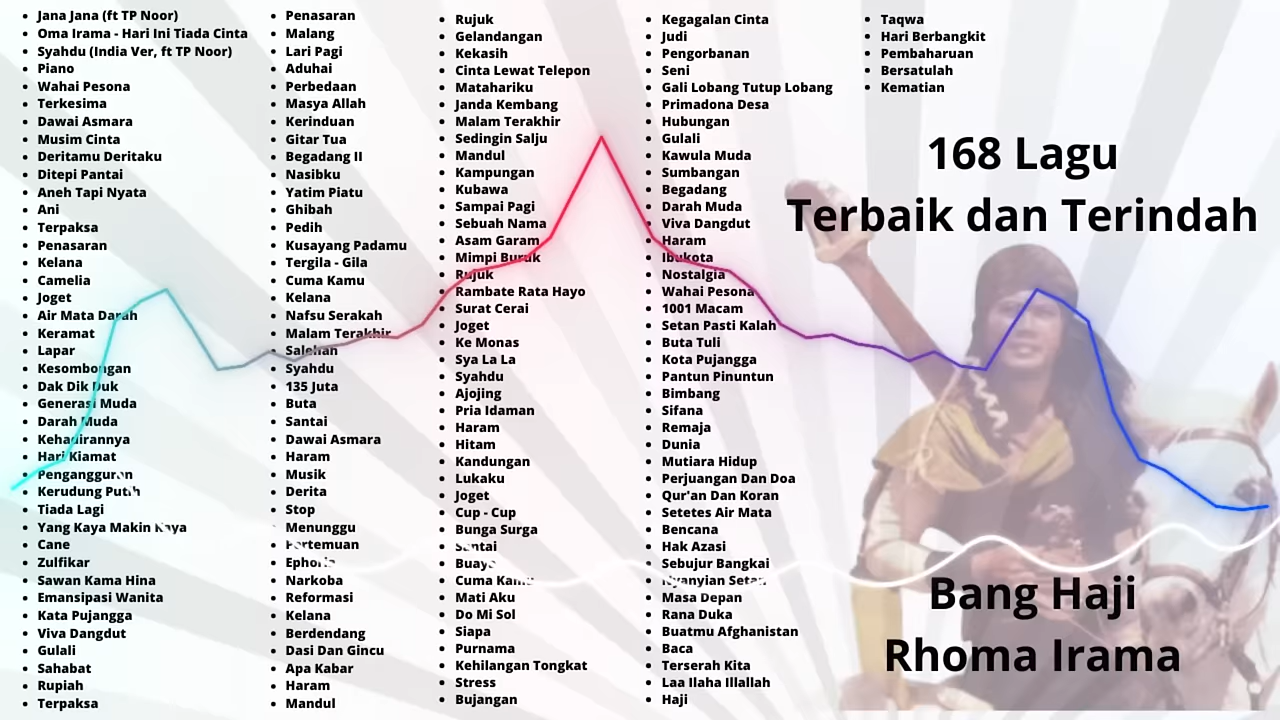 Jana Jana (ft TP Noor)
Oma Irama - Hari Ini Tiada Cinta
Syahdu (India Ver, ft TP Noor)
Piano
Wahai Pesona
Terkesima
Dawai Asmara
Musim Cinta
Deritamu Deritaku
Ditepi Pantai
Aneh Tapi Nyata
Ani
Terpaksa
Penasaran
Kelana
Camelia
Joget
Air Mata Darah
Keramat
Lapar
Kesombongan
Dak Dik Duk
Generasi Muda
Darah Muda
Kehadirannya
Hari Kiamat
Pengangguran
Kerudung Putih
Tiada Lagi
Yang Kaya Makin Kaya
Cane
Zulfikar
Sawan Kama Hina
Emansipasi Wanita
Kata Pujangga
Viva Dangdut
Gulali
Sahabat
Rupiah
Terpaksa
Penasaran
Malang
Lari Pagi
Aduhai
Perbedaan
Masya Allah
Kerinduan
Gitar Tua
Begadang II
Nasibku
Yatim Piatu
Ghibah
Pedih
Kusayang Padamu
Tergila - Gila
Cuma Kamu
Kelana
Nafsu Serakah
Malam Terakhir
Salehan
Syahdu
135 Juta
Buta
Santai
Dawai Asmara
Haram
Musik
Derita
Stop
Menunggu
Pertemuan
Ephoria
Narkoba
Reformasi
Kelana
Berdendang
Dasi Dan Gincu
Apa Kabar
Haram
Mandul
Rujuk
Gelandangan
Kekasih
Cinta Lewat Telepon
Matahariku
Janda Kembang
Malam Terakhir
Sedingin Salju
Mandul
Kampungan
Kubawa
Sampai Pagi
Sebuah Nama
Asam Garam
Mimpi Buruk
Rujuk
Rambate Rata Hayo
Surat Cerai
Joget
Ke Monas
Sya La La
Syahdu
Ajojing
Pria Idaman
Haram
Hitam
Kandungan
Lukaku
Joget
Cup - Cup
Bunga Surga
Santai
Buaya
Cuma Kamu
Mati Aku
Do Mi Sol
Siapa
Purnama
Kehilangan Tongkat
Stress
Bujangan
Kegagalan Cinta
Judi
Pengorbanan
Seni
Gali Lobang Tutup Lobang
Primadona Desa
Hubungan
Gulali
Kawula Muda
Sumbangan
Begadang
Darah Muda
Viva Dangdut
Haram
Ibukota
Nostalgia
Wahai Pesona
1001 Macam
Setan Pasti Kalah
Buta Tuli
Kota Pujangga
Pantun Pinuntun
Bimbang
Sifana
Remaja
Dunia
Mutiara Hidup
Perjuangan Dan Doa
Qur'an Dan Koran
Setetes Air Mata
Bencana
Hak Azasi
Sebujur Bangkai
Nyanyian Setan
Masa Depan
Rana Duka
Buatmu Afghanistan
Baca
Terserah Kita
Laa Ilaha Illallah
Haji
Taqwa
Hari Berbangkit
Pembaharuan
Bersatulah
Kematian
168 Lagu
Terbaik dan Terindah
Bang Haji
Rhoma Irama